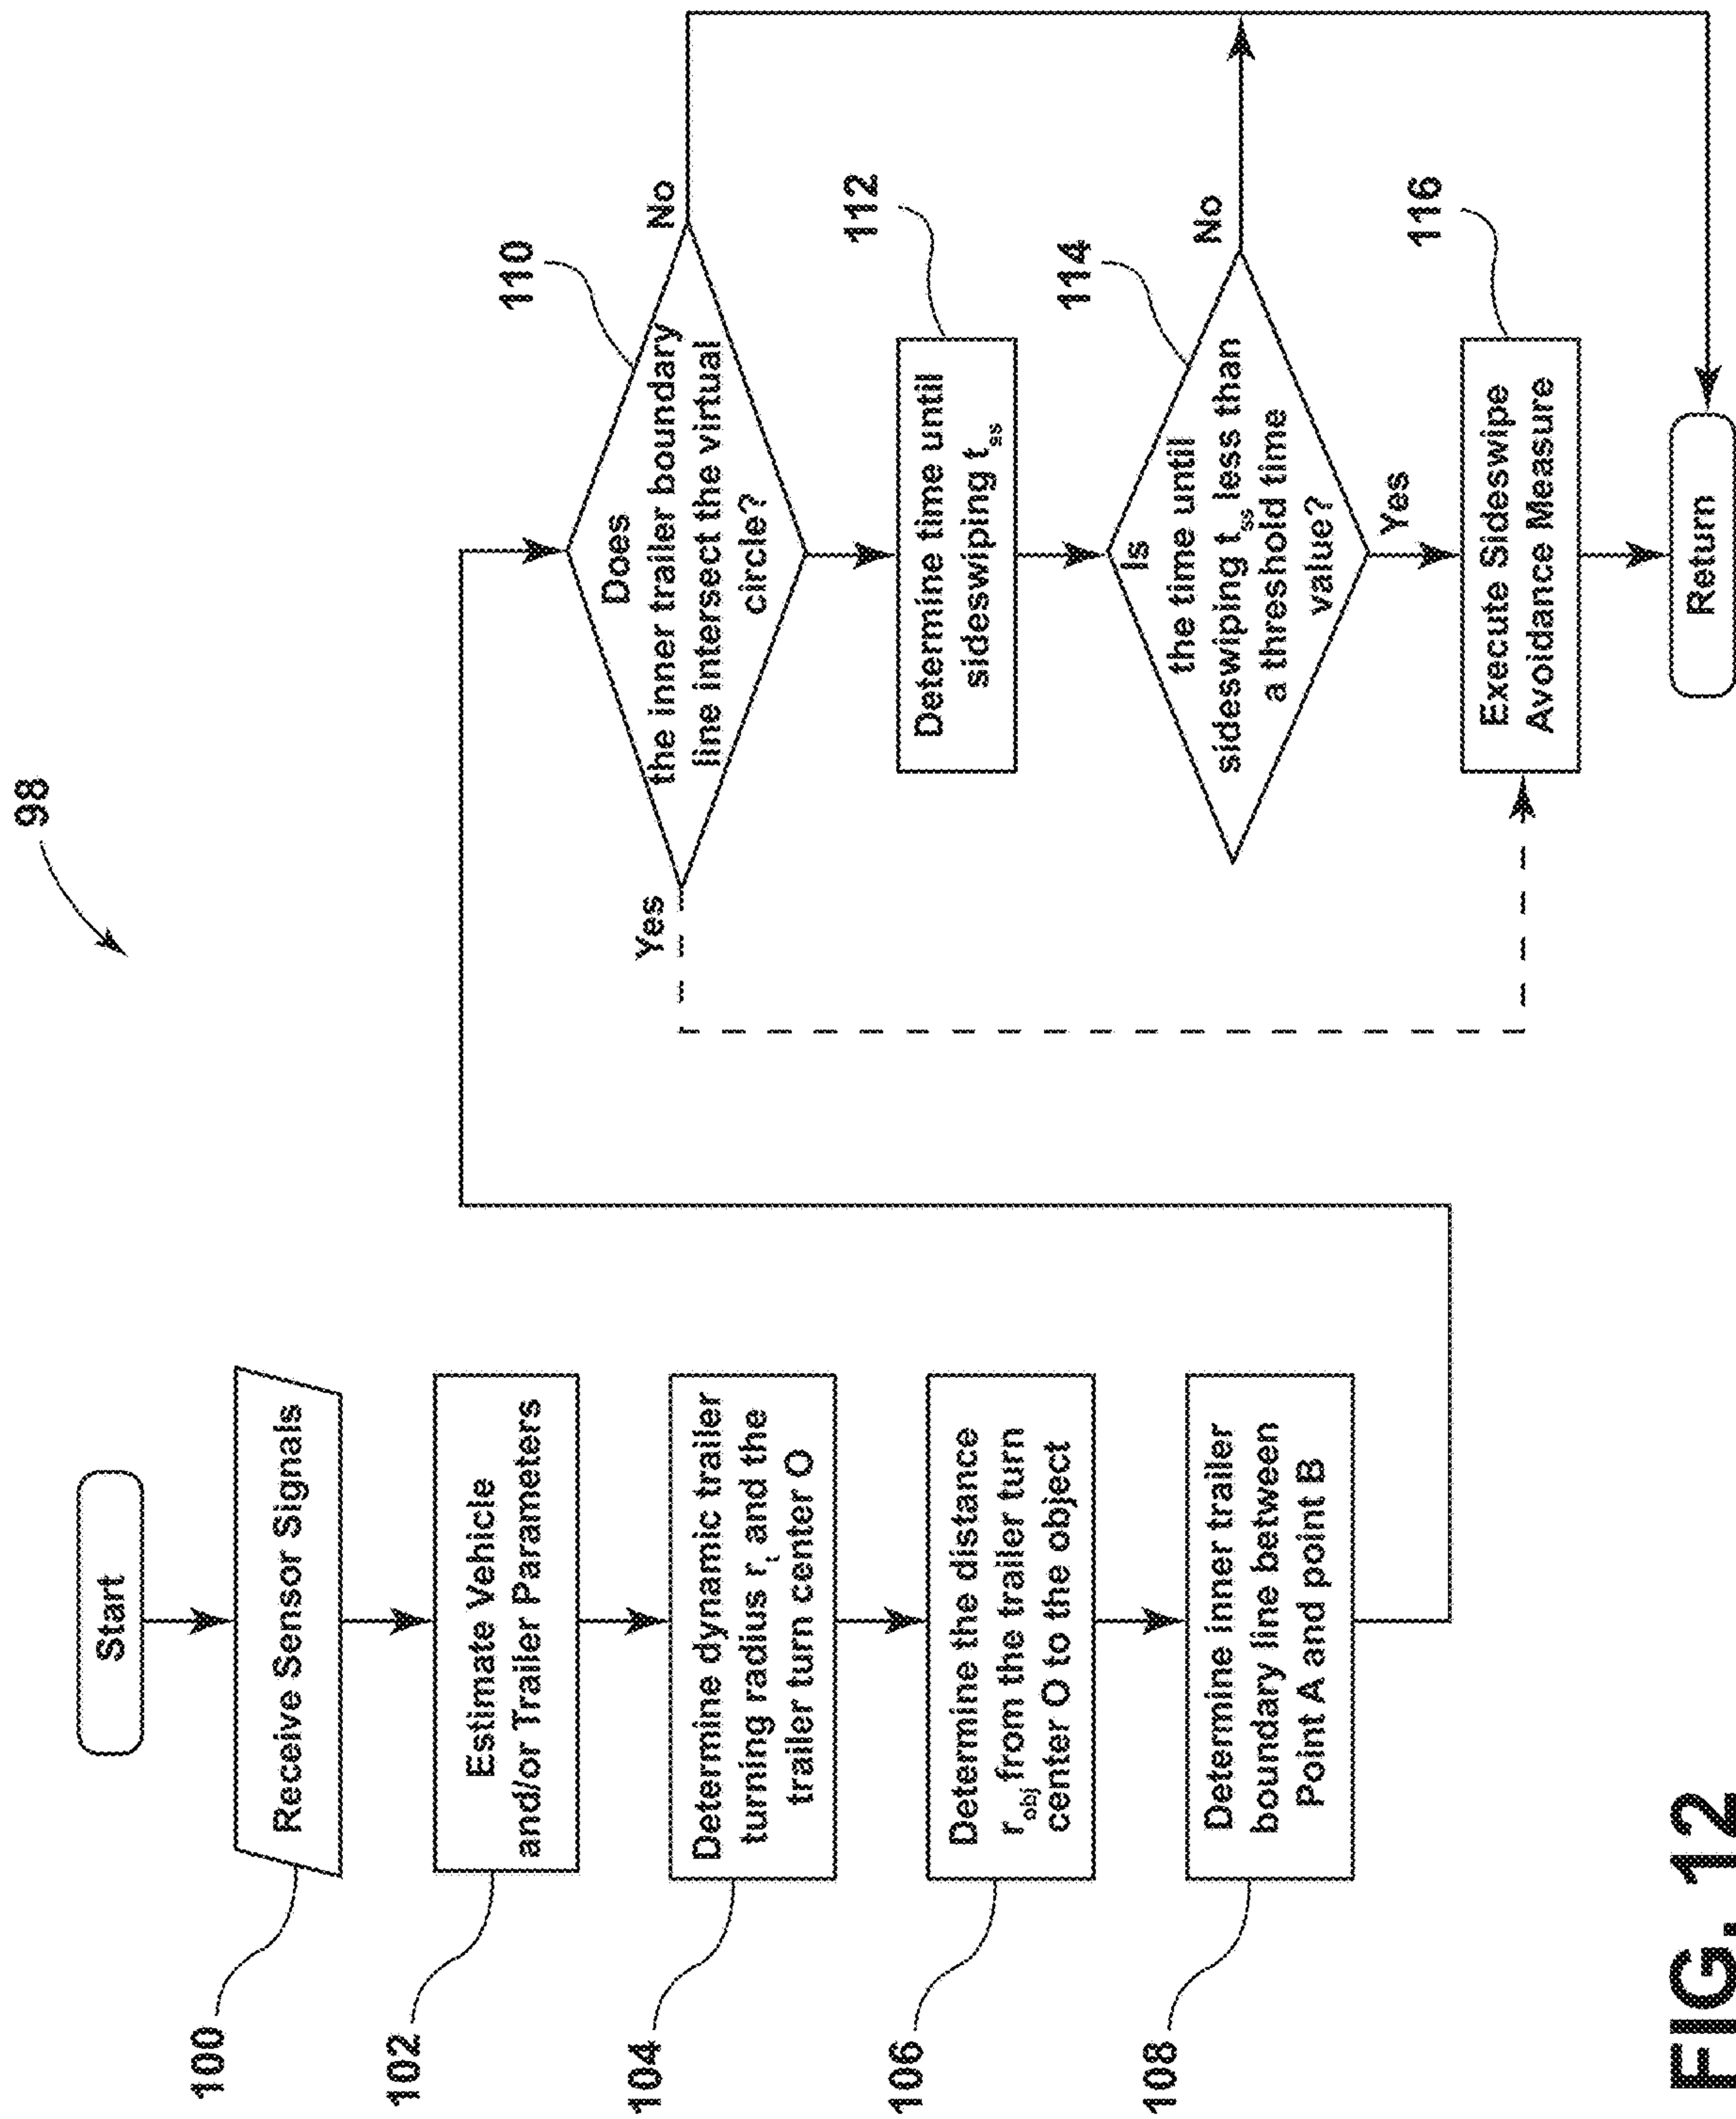 98
Start
100
Receive Sensor Signals
102
Estimate Vehicle
and/or Trailer Parameters
104
Determine dynamic trailer
turning radius rt and the
trailer turn center O
106
Determine the distance
robj from the trailer turn
center O to the object
108
Determine inner trailer
boundary line between
Point A and point B
110
Does
the inner trailer boundary
line intersect the virtual
circle?
Yes
No
112
Determine time until
sideswiping tss
114
Is
the time until
sideswiping tss less than
a threshold time
value?
No
Yes
116
Execute Sideswipe
Avoidance Measure
Return
FIG. 12